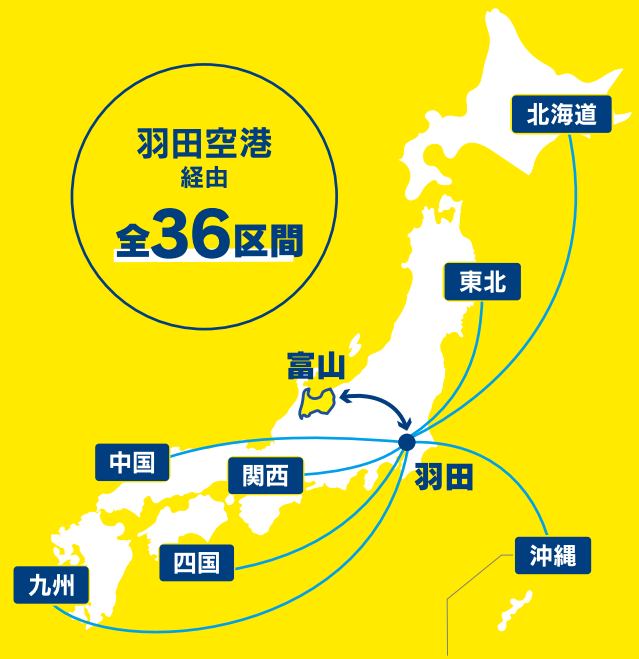 羽田空港
経由
全36区間
北海道
東北
富山
中国
関西
羽田
四国
沖縄
九州